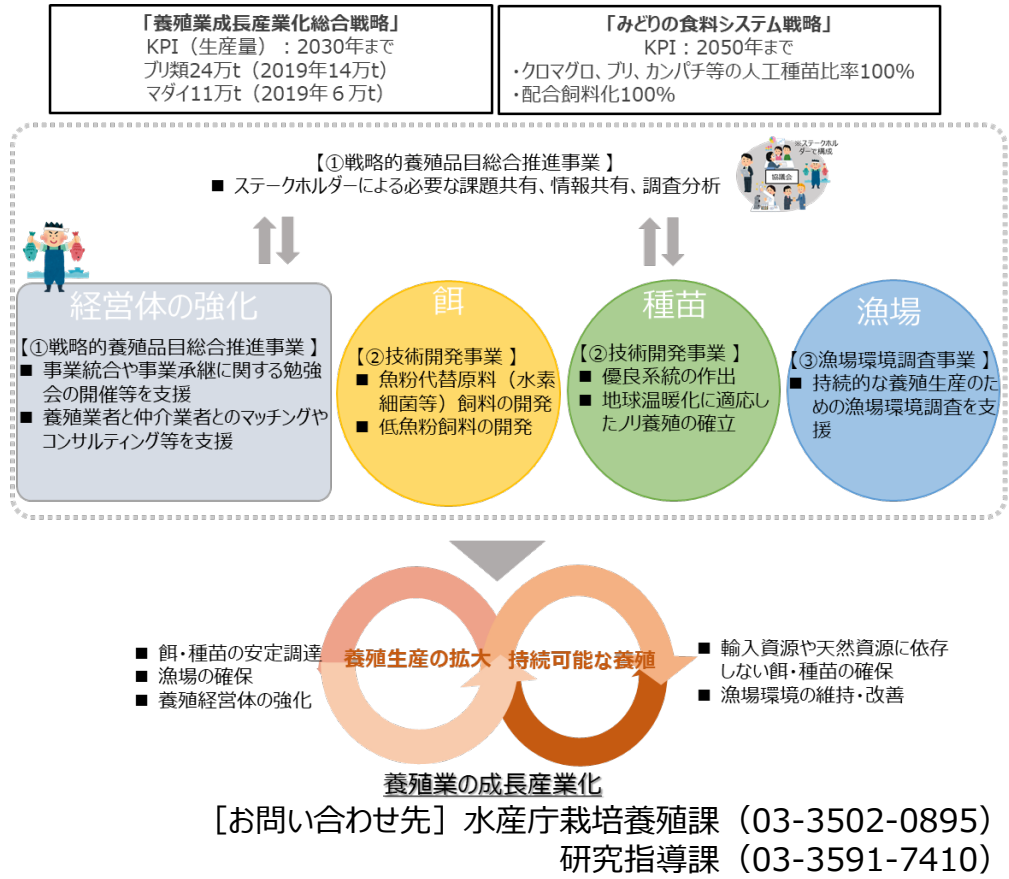 「養殖業成長産業化総合戦略」
KPI（生産量）：2030年まで
ブリ類24万t（2019年14万t）
マダイ11万t（2019年６万t）
「みどりの食料システム戦略」
KPI：2050年まで
・クロマグロ、ブリ、カンパチ等の人工種苗比率100%
・配合飼料化100%
【①戦略的養殖品目総合推進事業】
■ ステークホルダーによる必要な課題共有、情報共有、調査分析
※ステークホル
ダーで構成
協議会
経営体の強化
【①戦略的養殖品目総合推進事業】
■ 事業統合や事業承継に関する勉強
会の開催等を支援
■ 養殖業者と仲介業者とのマッチングや
コンサルティング等を支援
餌
【②技術開発事業】
■ 魚粉代替原料（水素
細菌等）飼料の開発
■ 低魚粉飼料の開発
種苗
【②技術開発事業】
■ 優良系統の作出
■ 地球温暖化に適応し
たノリ養殖の確立
漁場
【③漁場環境調査事業】
■ 持続的な養殖生産のた
めの漁場環境調査を支
援
■ 餌・種苗の安定調達
■ 漁場の確保
■ 養殖経営体の強化
養殖生産の拡大
持続可能な養殖
■ 輸入資源や天然資源に依存
しない餌・種苗の確保
■ 漁場環境の維持・改善
養殖業の成長産業化
［お問い合わせ先］水産庁栽培養殖課（03-3502-0895）
研究指導課（03-3591-7410）